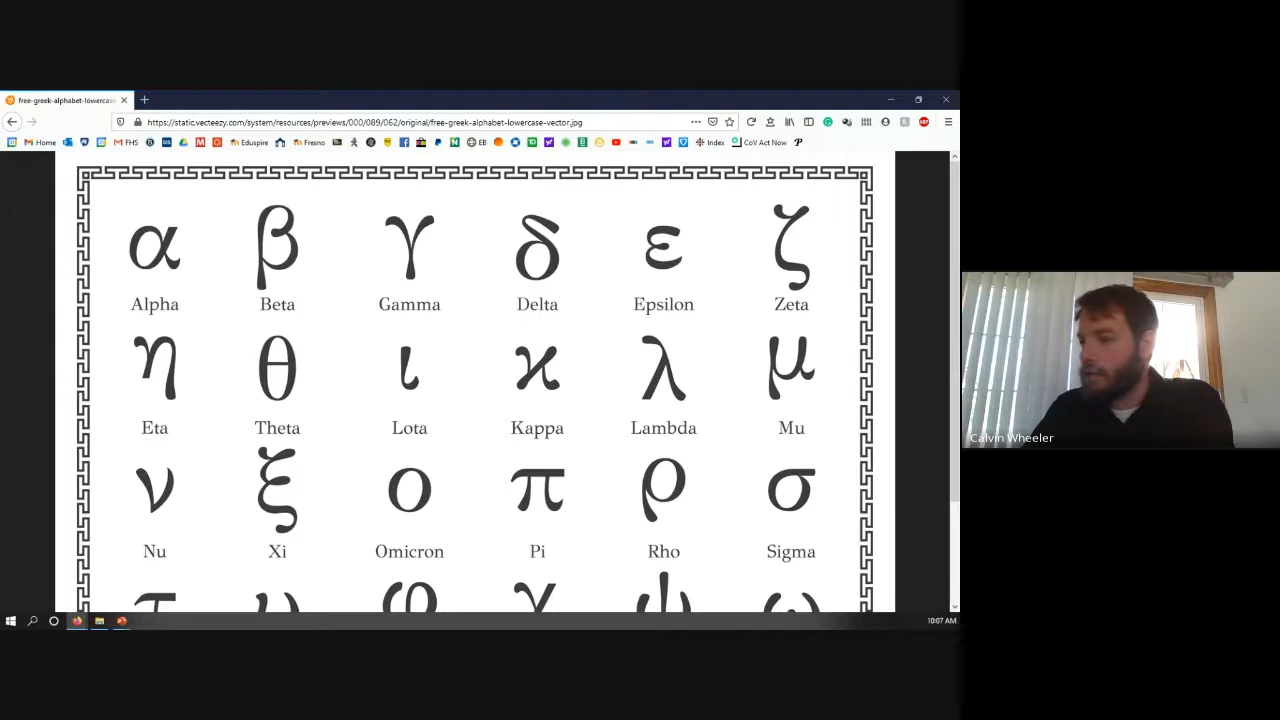 free-greek-alphabet-lowercase-
https://static.vecteezy.com/system/resources/previews/000/089/062/original/free-greek-alphabet-lowercase-vector.jpg
Home FHS Eduspire Fresno EB Index CoV Act Now
α β γ δ ε ζ
Alpha Beta Gamma Delta Epsilon Zeta
η θ ι ϰ λ μ
Eta Theta Lota Kappa Lambda Mu
ν ξ ο π ρ σ
Nu Xi Omicron Pi Rho Sigma
τ υ φ χ ψ ω
Calvin Wheeler
10:07 AM